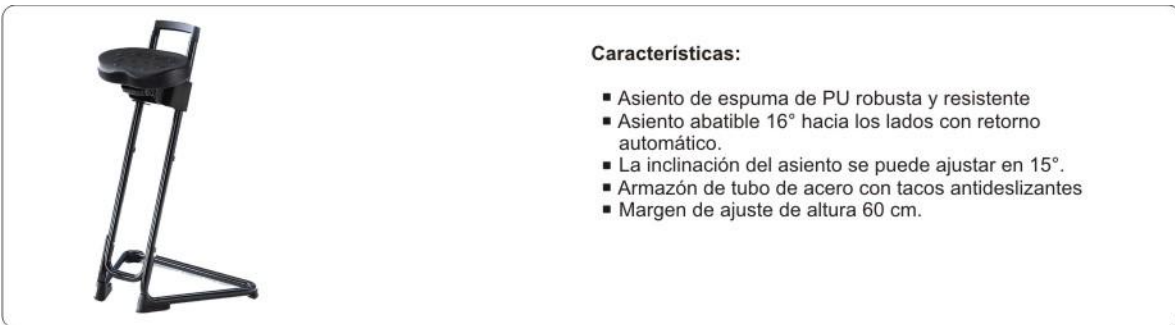 Características:
▪ Asiento de espuma de PU robusta y resistente
▪ Asiento abatible 16° hacia los lados con retorno
automático.
▪ La inclinación del asiento se puede ajustar en 15°.
▪ Armazón de tubo de acero con tacos antideslizantes
▪ Margen de ajuste de altura 60 cm.